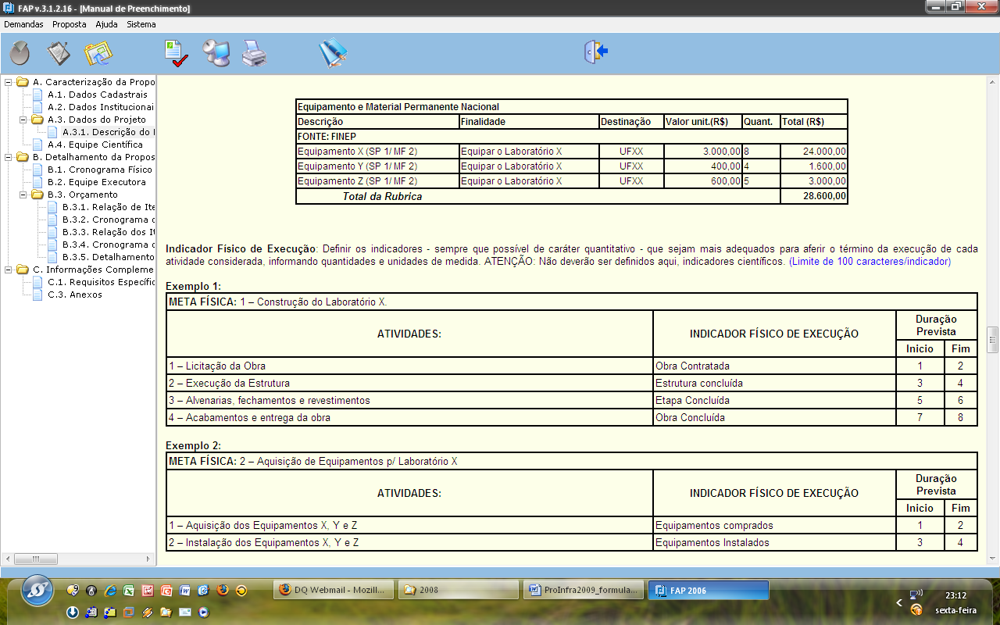 FAP v.3.1.2.16 - [Manual de Preenchimento]
Demandas Proposta Ajuda Sistema
A. Caracterização da Propo
A.1. Dados Cadastrais
A.2. Dados Institucionai
A.3. Dados do Projeto
A.3.1. Descrição do
A.4. Equipe Científica
B. Detalhamento da Propos
B.1. Cronograma Físico
B.2. Equipe Executora
B.3. Orçamento
B.3.1. Relação de Ite
B.3.2. Cronograma d
B.3.3. Relação dos It
B.3.4. Cronograma d
B.3.5. Detalhamento
C. Informações Compleme
C.1. Requisitos Específic
C.3. Anexos
Equipamento e Material Permanente Nacional
Descrição Finalidade Destinação Valor unit.(R$) Quant. Total (R$)
FONTE: FINEP
Equipamento X (SP 1/ MF 2) Equipar o Laboratório X UFXX 3.000,00 8 24.000,00
Equipamento Y (SP 1/ MF 2) Equipar o Laboratório X UFXX 400,00 4 1.600,00
Equipamento Z (SP 1/ MF 2) Equipar o Laboratório X UFXX 600,00 5 3.000,00
Total da Rubrica 28.600,00
Indicador Físico de Execução: Definir os indicadores - sempre que possível de caráter quantitativo - que sejam mais adequados para aferir o término da execução de cada
atividade considerada, informando quantidades e unidades de medida. ATENÇÃO: Não deverão ser definidos aqui, indicadores científicos. (Limite de 100 caracteres/indicador)
Exemplo 1:
META FÍSICA: 1 – Construção do Laboratório X.
ATIVIDADES: INDICADOR FÍSICO DE EXECUÇÃO Duração
Prevista
Inicio Fim
1 – Licitação da Obra Obra Contratada 1 2
2 – Execução da Estrutura Estrutura concluída 3 4
3 – Alvenarias, fechamentos e revestimentos Etapa Concluída 5 6
4 – Acabamentos e entrega da obra Obra Concluída 7 8
Exemplo 2:
META FÍSICA: 2 – Aquisição de Equipamentos p/ Laboratório X
ATIVIDADES: INDICADOR FÍSICO DE EXECUÇÃO Duração
Prevista
Inicio Fim
1 – Aquisição dos Equipamentos X, Y e Z Equipamentos comprados 1 2
2 – Instalação dos Equipamentos X, Y e Z Equipamentos Instalados 3 4
DQ Webmail - Mozill... 2008 ProInfra2009_formula... FAP 2006
23:12
sexta-feira